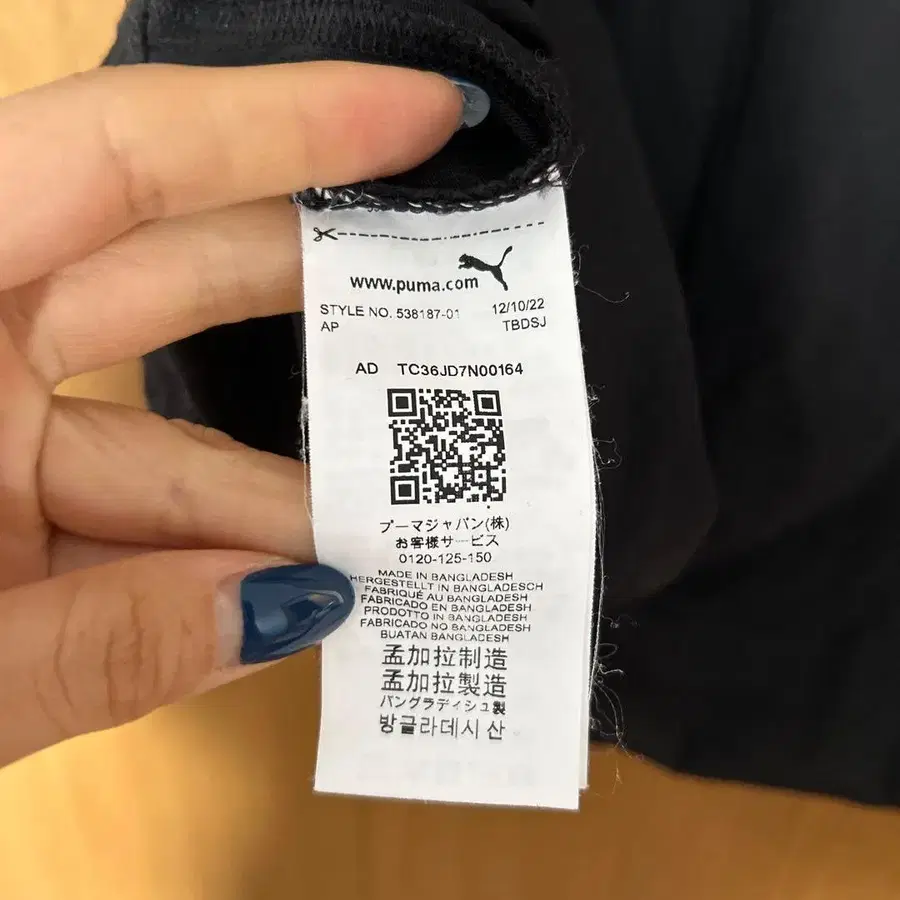 www.puma.com
STYLE NO. 538187-01 12/10/22
AP TBDSJ
AD TC36JD7N00164
プーマジャパン(株)
お客様サービス
0120-125-150
MADE IN BANGLADESH
HERGESTELLT IN BANGLADESCH
FABRIQUÉ AU BANGLADESH
FABRICADO EN BANGLADESH
PRODOTTO IN BANGLADESH
FABRICADO NO BANGLADESH
BUATAN BANGLADESH
孟加拉制造
孟加拉製造
バングラディシュ製
방글라데시 산